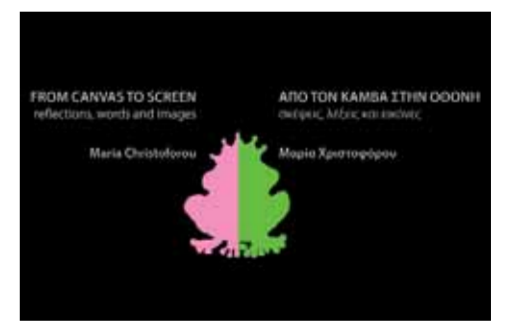 FROM CANVAS TO SCREEN
reflections, words and images
Maria Christoforou
ΑΠΟ ΤΟΝ ΚΑΜΒΑ ΣΤΗΝ ΟΘΟΝΗ
σκέψεις, λέξεις και εικόνες
Μαρία Χριστοφόρου